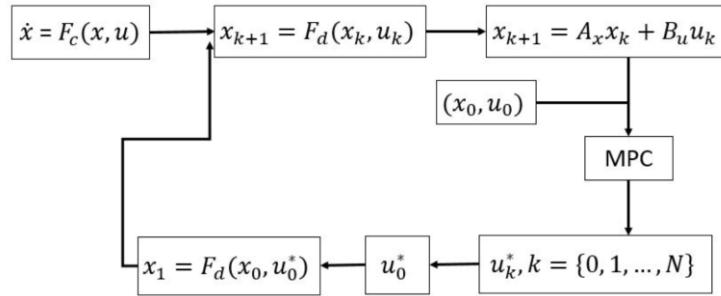 ẋ = F_c(x, u)
x_{k+1} = F_d(x_k, u_k)
x_{k+1} = A_x x_k + B_u u_k
(x_0, u_0)
MPC
x_1 = F_d(x_0, u_0^*)
u_0^*
u_k^*, k = {0, 1, …, N}